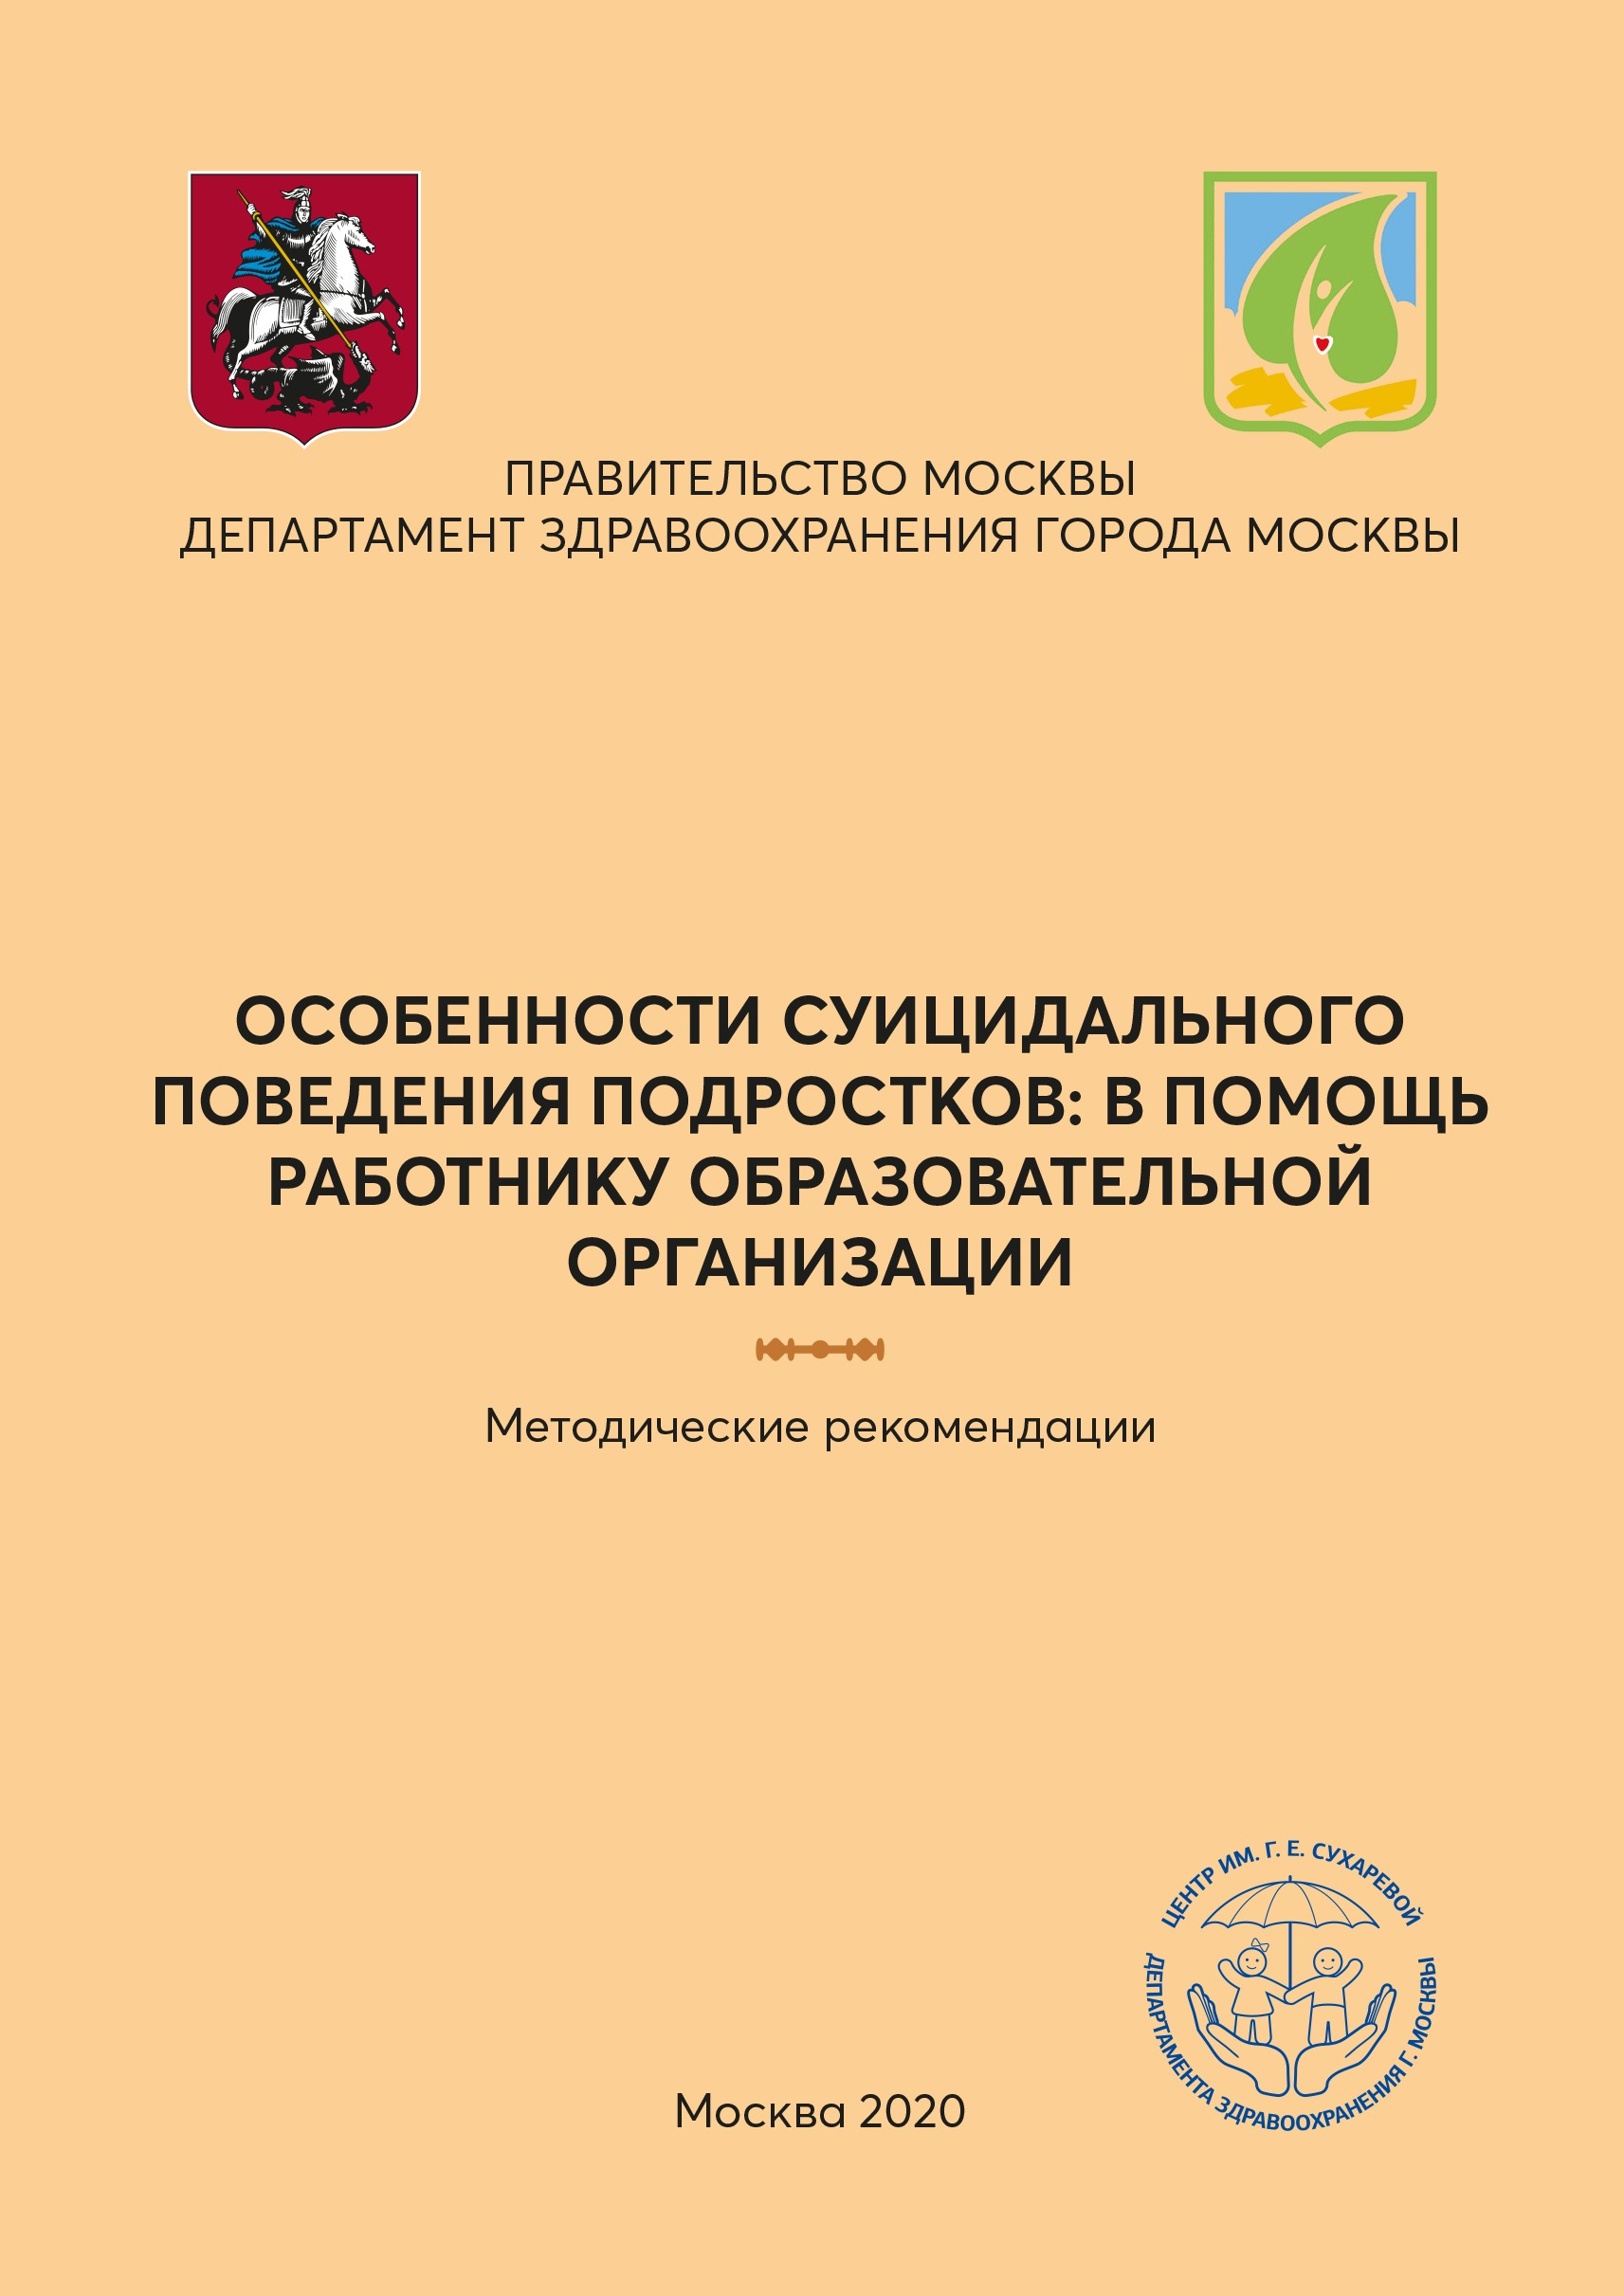 ПРАВИТЕЛЬСТВО МОСКВЫ
ДЕПАРТАМЕНТ ЗДРАВООХРАНЕНИЯ ГОРОДА МОСКВЫ
ОСОБЕННОСТИ СУИЦИДАЛЬНОГО
ПОВЕДЕНИЯ ПОДРОСТКОВ: В ПОМОЩЬ
РАБОТНИКУ ОБРАЗОВАТЕЛЬНОЙ
ОРГАНИЗАЦИИ
Методические рекомендации
ЦЕНТР ИМ. Г. Е. СУХАРЕВОЙ
ДЕПАРТАМЕНТА ЗДРАВООХРАНЕНИЯ Г. МОСКВЫ
Москва 2020